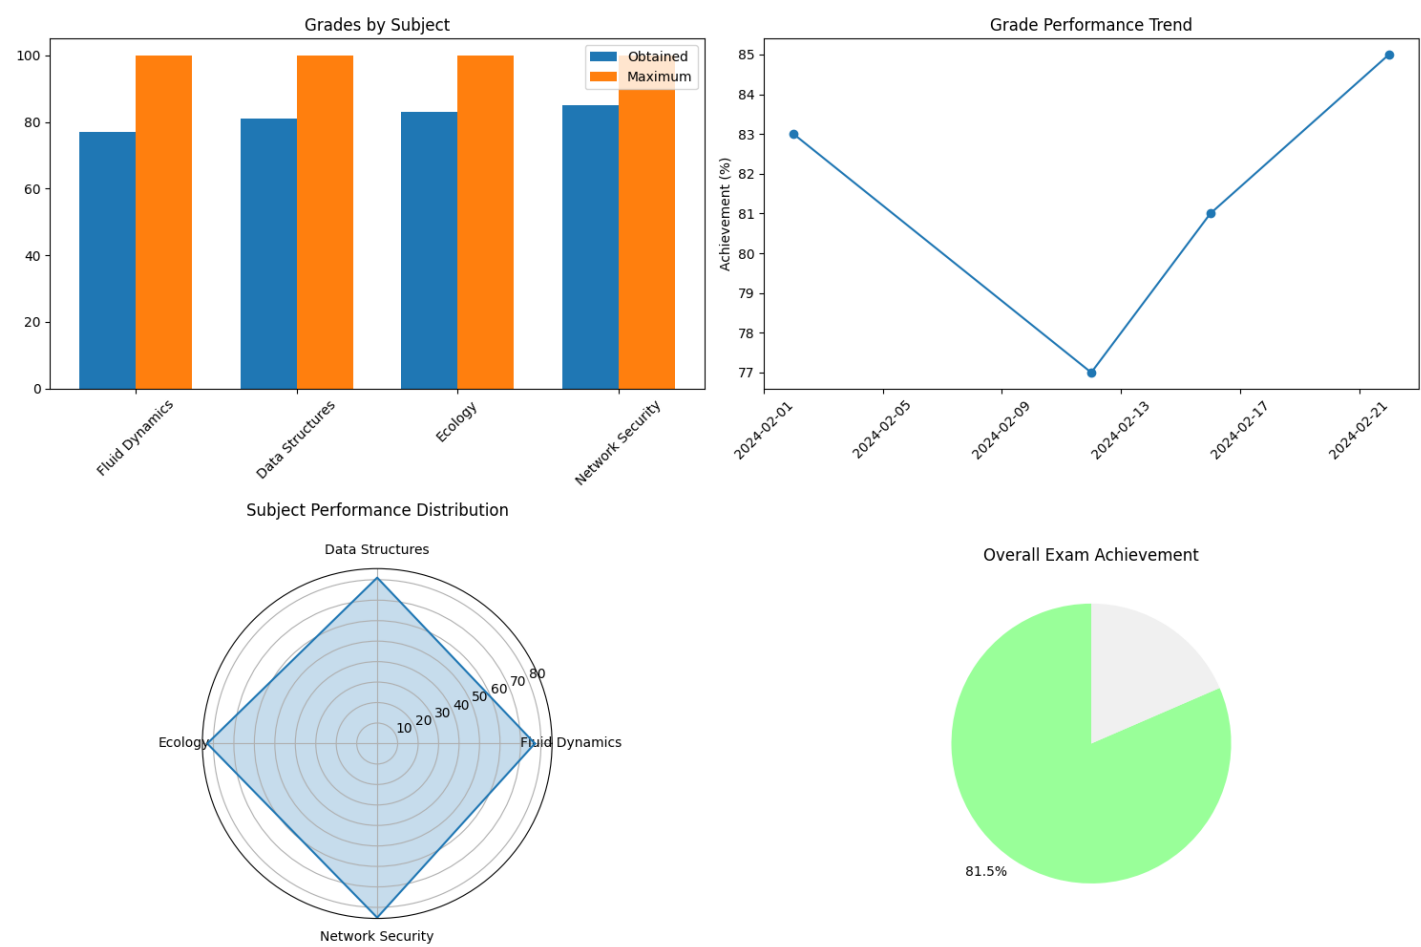 Grades by Subject
100
80
60
40
20
0
Obtained
Maximum
Fluid Dynamics
Data Structures
Ecology
Network Security
Grade Performance Trend
Achievement (%)
85
84
83
82
81
80
79
78
77
2024-02-01
2024-02-05
2024-02-09
2024-02-13
2024-02-17
2024-02-21
Subject Performance Distribution
Data Structures
Ecology
Fluid Dynamics
Network Security
10
20
30
40
50
60
70
80
Overall Exam Achievement
81.5%